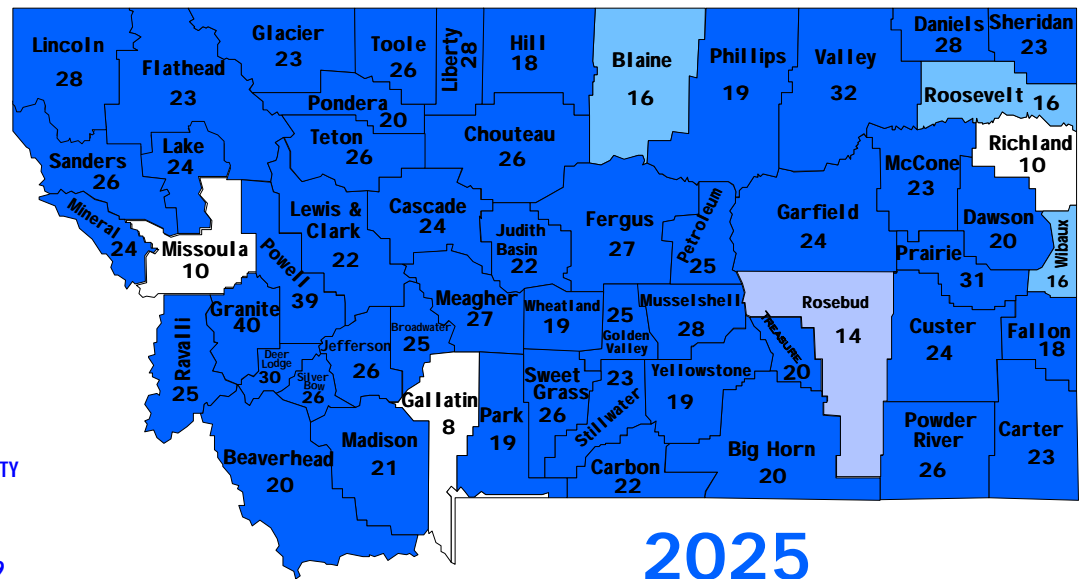 Lincoln
28
Flathead
23
Glacier
23
Toole
26
Liberty
28
Hill
18
Blaine
16
Phillips
19
Valley
32
Daniels
28
Sheridan
23
Roosevelt 16
Richland
10
Pondera
20
Teton
26
Chouteau
26
Sanders
26
Lake
24
McCone
23
Mineral
24
Missoula
10
Powell
39
Lewis &
Clark
22
Cascade
24
Judith
Basin
22
Fergus
27
Petroleum
25
Garfield
24
Dawson
20
Prairie
31
Wibaux
16
Granite
40
Ravalli
25
Deer
Lodge
30
Silver
Bow
26
Jefferson
26
Broadwater
25
Meagher
27
Wheatland
19
25
Golden
Valley
Musselshell
28
TREASURE
20
Rosebud
14
Custer
24
Fallon
18
Gallatin
8
Park
19
Sweet
Grass
26
23
Stillwater
Yellowstone
19
Big Horn
20
Powder
River
26
Carter
23
Beaverhead
20
Madison
21
Carbon
22
TY
9
2025